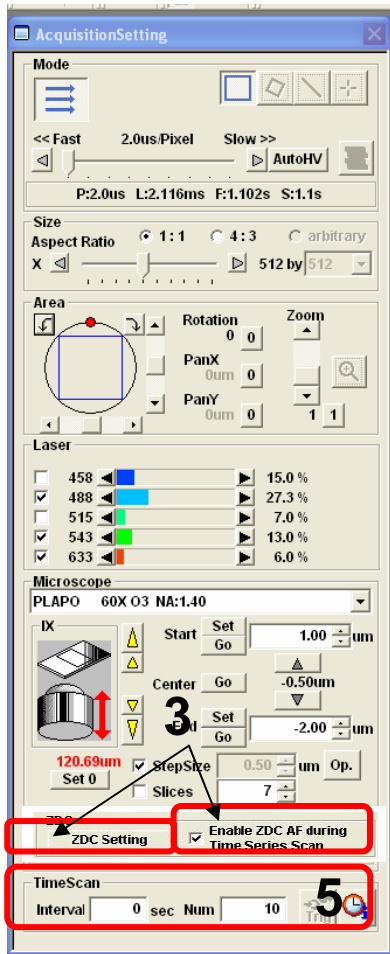 AcquisitionSetting
Mode
<< Fast 2.0us/Pixel Slow >>
AutoHV
P:2.0us L:2.116ms F:1.102s S:1.1s
Size
Aspect Ratio 1:1 4:3 arbitrary
X 512 by 512
Area
Rotation Zoom
0 0
PanX
0um 0
PanY
0um 0 1 1
Laser
458 15.0 %
488 27.3 %
515 7.0 %
543 13.0 %
633 6.0 %
Microscope
PLAPO 60X O3 NA:1.40
IX
Start Set 1.00 um
Go
Center Go -0.50um
3
Set -2.00 um
Go
120.69um StepSize 0.50 um Op.
Set 0 Slices 7
ZDC
ZDC Setting
Enable ZDC AF during
Time Series Scan
TimeScan
Interval 0 sec Num 10 5